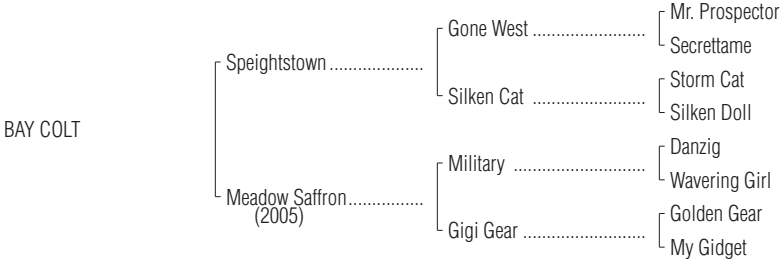 Mr. Prospector
Gone West ........................
Secrettame
Speightstown ....................
Storm Cat
Silken Cat ........................
Silken Doll
BAY COLT
Danzig
Military ............................
Wavering Girl
Meadow Saffron ................
(2005)
Golden Gear
Gigi Gear ..........................
My Gidget